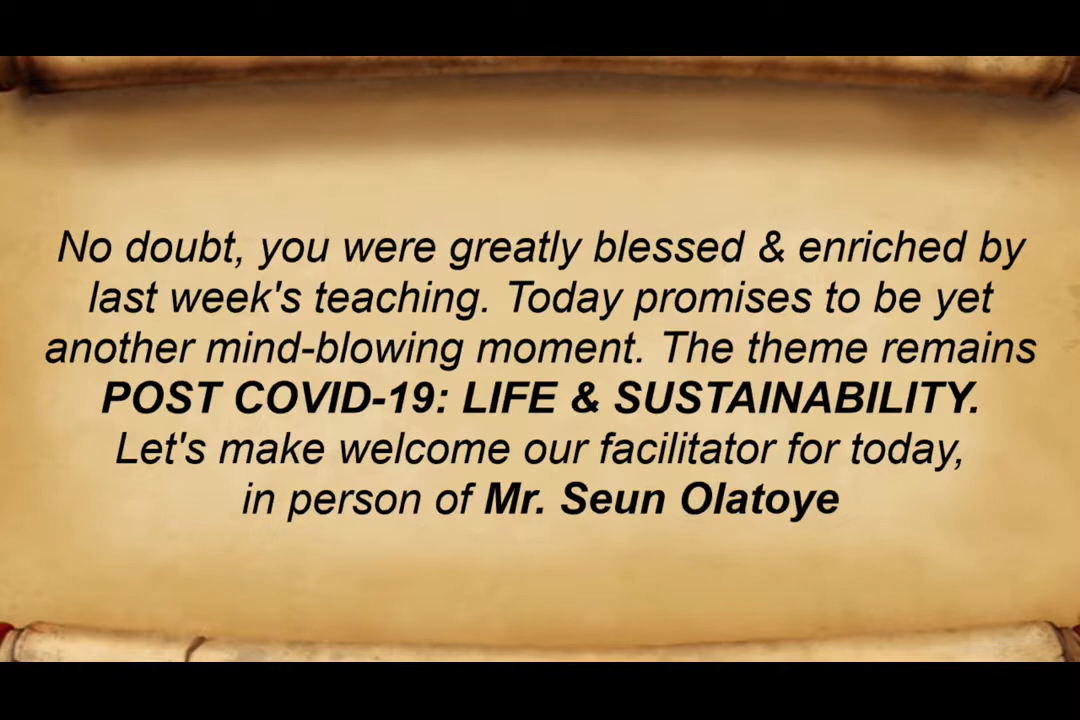 No doubt, you were greatly blessed & enriched by
last week's teaching. Today promises to be yet
another mind-blowing moment. The theme remains
POST COVID-19: LIFE & SUSTAINABILITY.
Let's make welcome our facilitator for today,
in person of Mr. Seun Olatoye